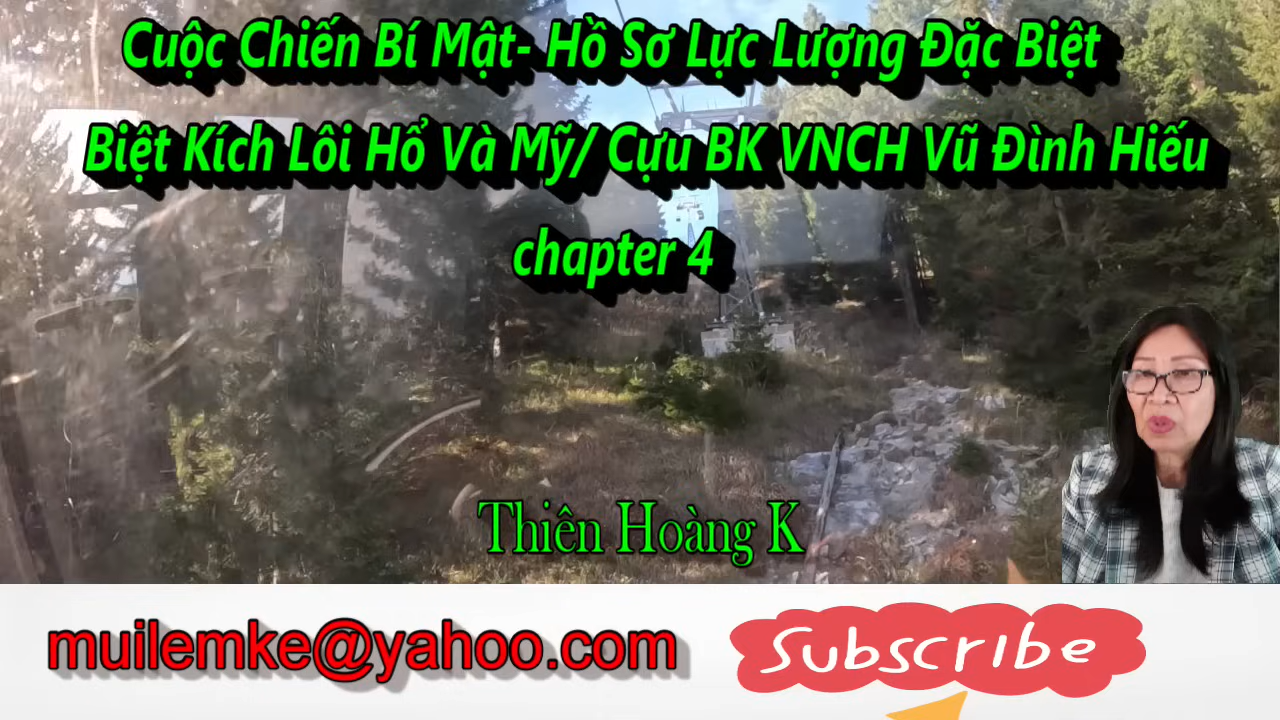 Cuộc Chiến Bí Mật- Hồ Sơ Lực Lượng Đặc Biệt
Biệt Kích Lôi Hổ Và Mỹ/ Cựu BK VNCH Vũ Đình Hiếu
chapter 4
Thiên Hoàng K
muilemke@yahoo.com
Subscribe